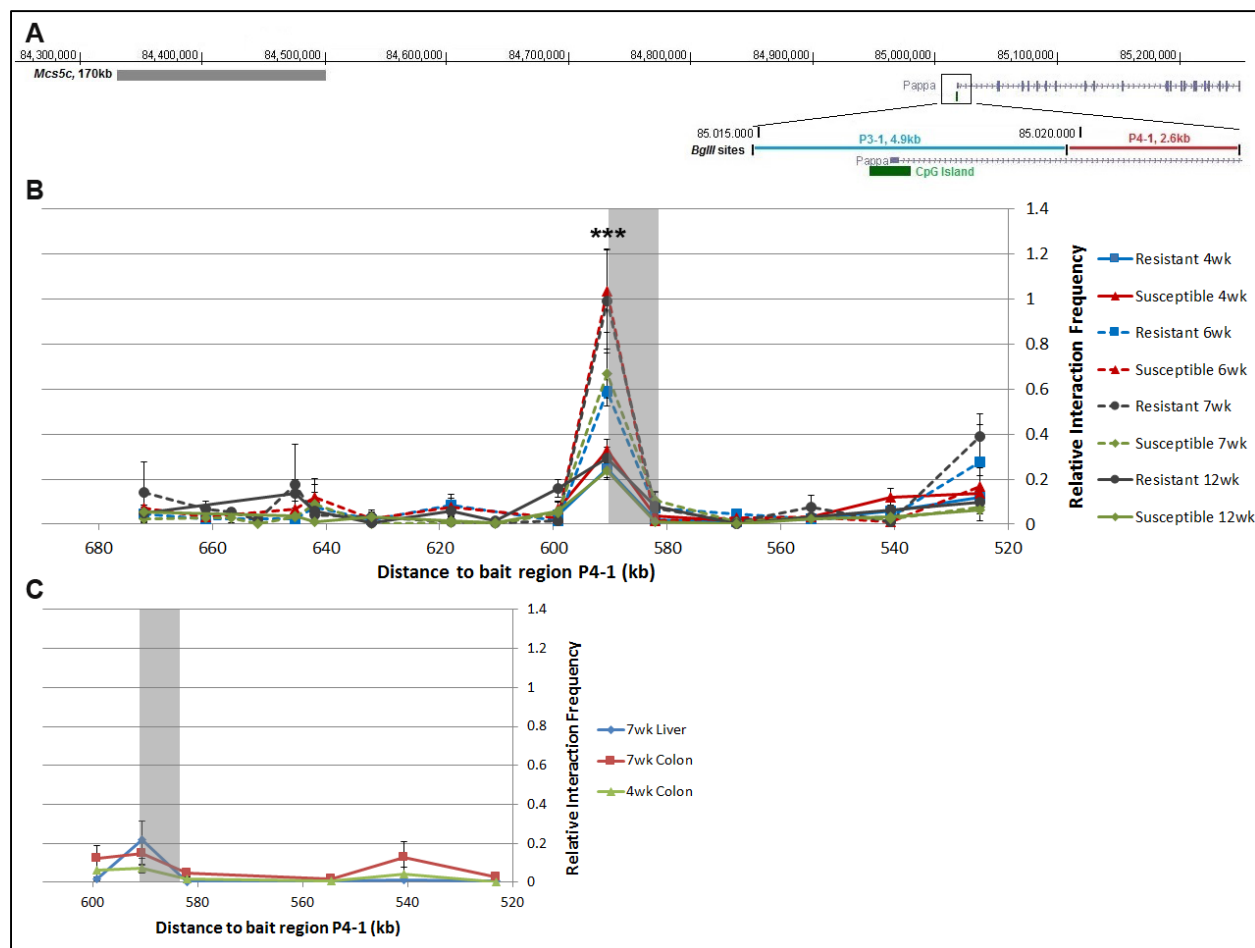 A
84,300,000 84,400,000 84,500,000 84,600,000 84,700,000 84,800,000 84,900,000 85,000,000 85,100,000 85,200,000
Mcs5c, 170kb
Pappa
85,015,000 85,020,000
P3-1, 4.9kb P4-1, 2.6kb
BglII sites
Pappa
CpG Island
B
***
1.4
1.2
1
0.8
0.6
0.4
0.2
0
Relative Interaction Frequency
680 660 640 620 600 580 560 540 520
Distance to bait region P4-1 (kb)
Resistant 4wk
Susceptible 4wk
Resistant 6wk
Susceptible 6wk
Resistant 7wk
Susceptible 7wk
Resistant 12wk
Susceptible 12wk
C
1.4
1.2
1
0.8
0.6
0.4
0.2
0
Relative Interaction Frequency
600 580 560 540 520
Distance to bait region P4-1 (kb)
7wk Liver
7wk Colon
4wk Colon